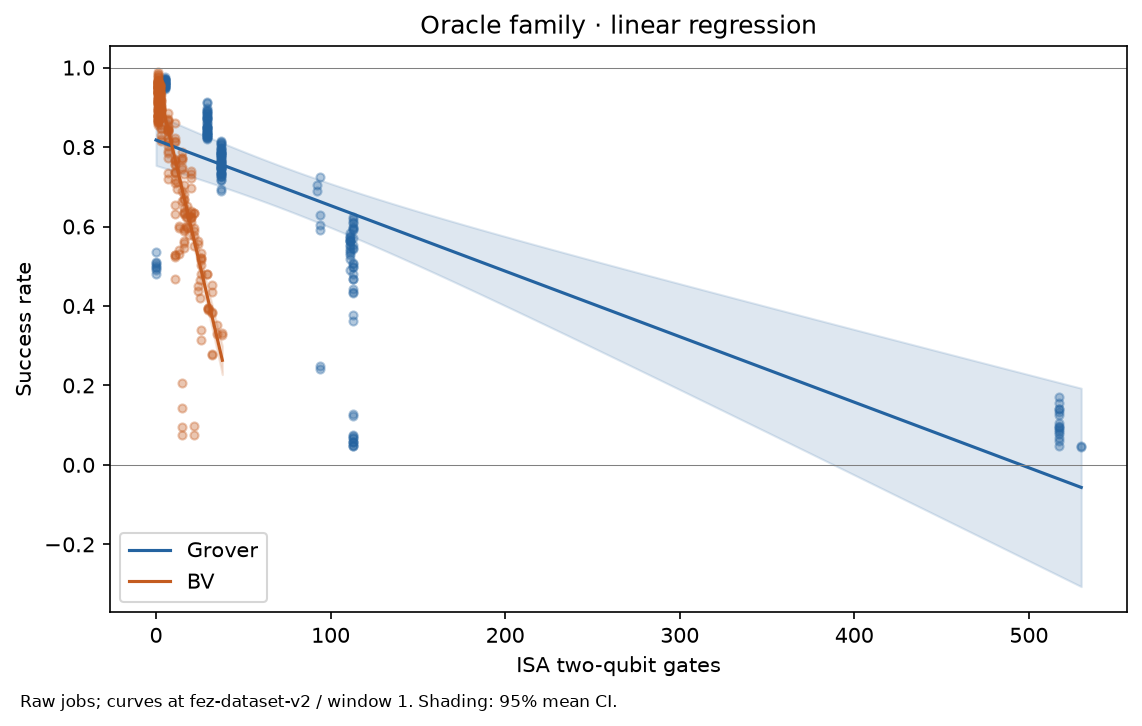 Oracle family · linear regression
1.0
0.8
0.6
0.4
0.2
0.0
−0.2
Success rate
Grover
BV
0
100
200
300
400
500
ISA two-qubit gates
Raw jobs; curves at fez-dataset-v2 / window 1. Shading: 95% mean CI.